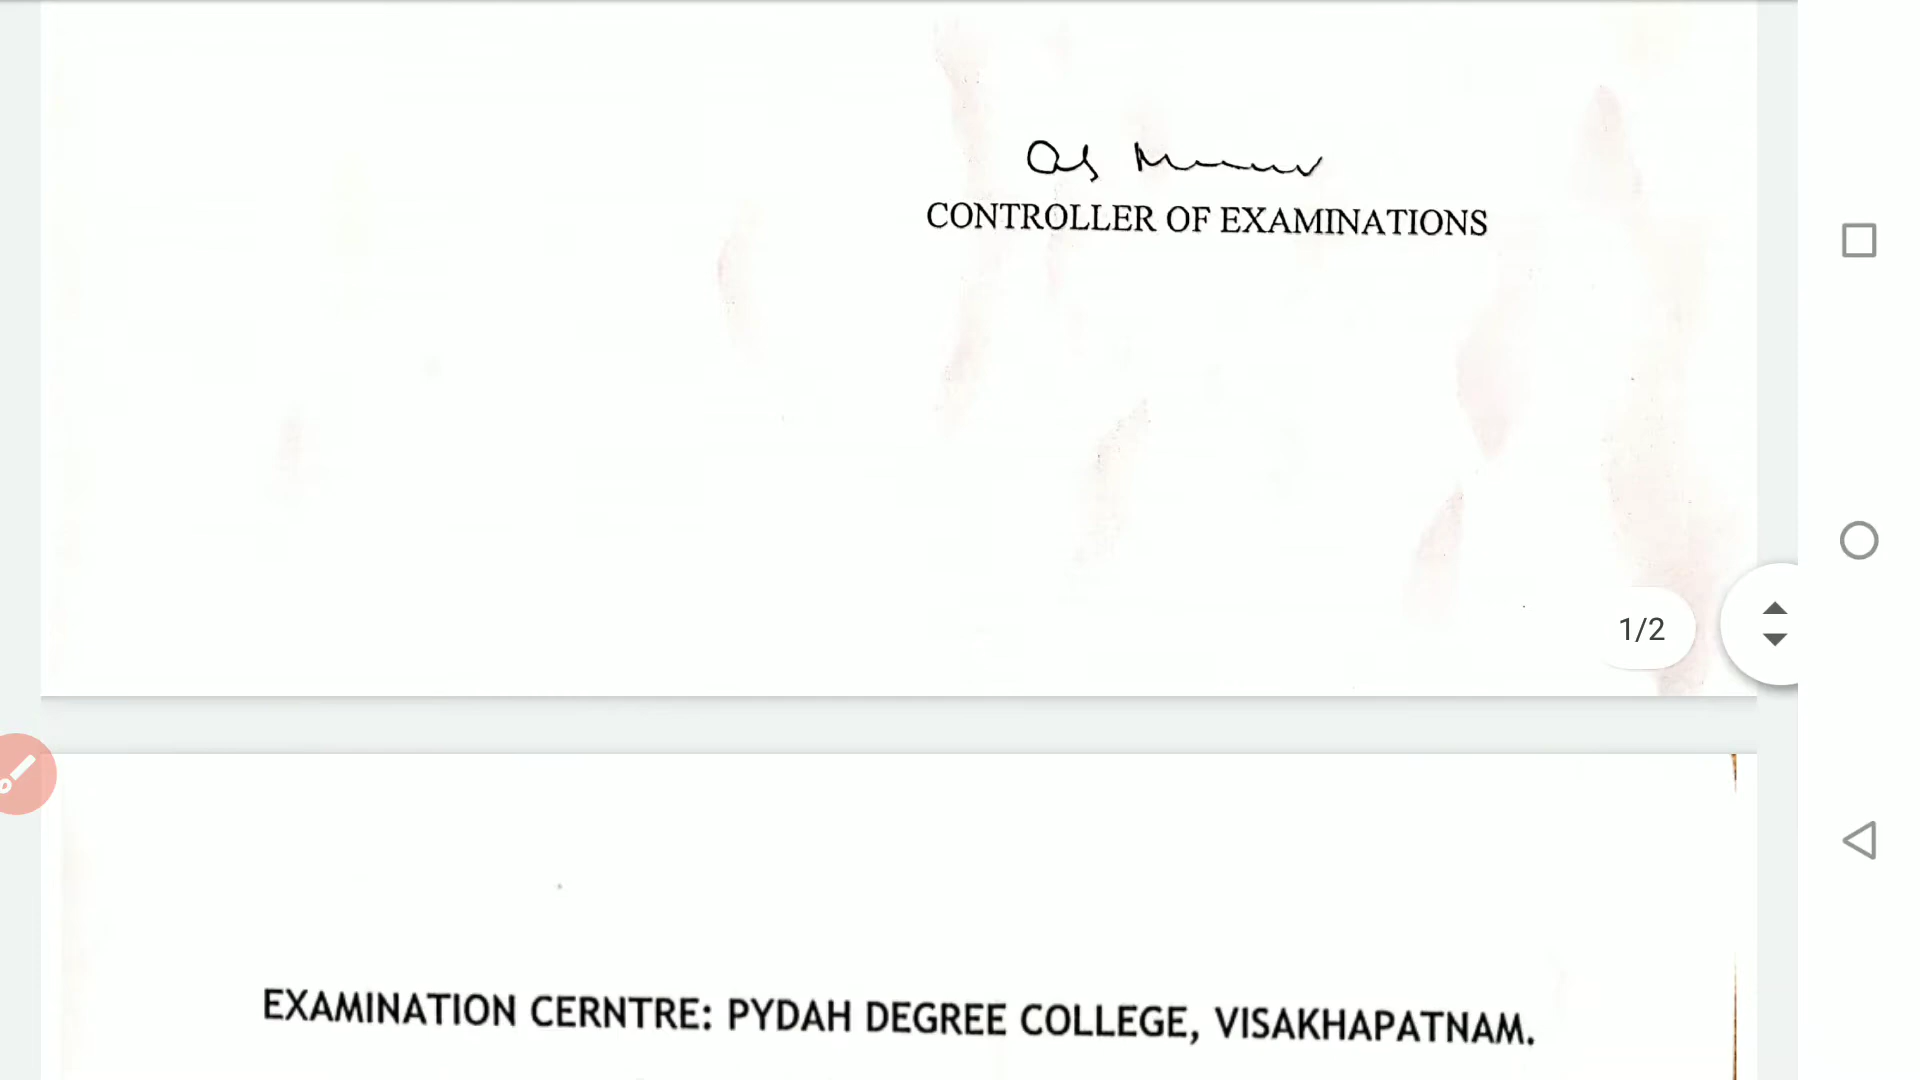 CONTROLLER OF EXAMINATIONS
1/2
EXAMINATION CERNTRE: PYDAH DEGREE COLLEGE, VISAKHAPATNAM.